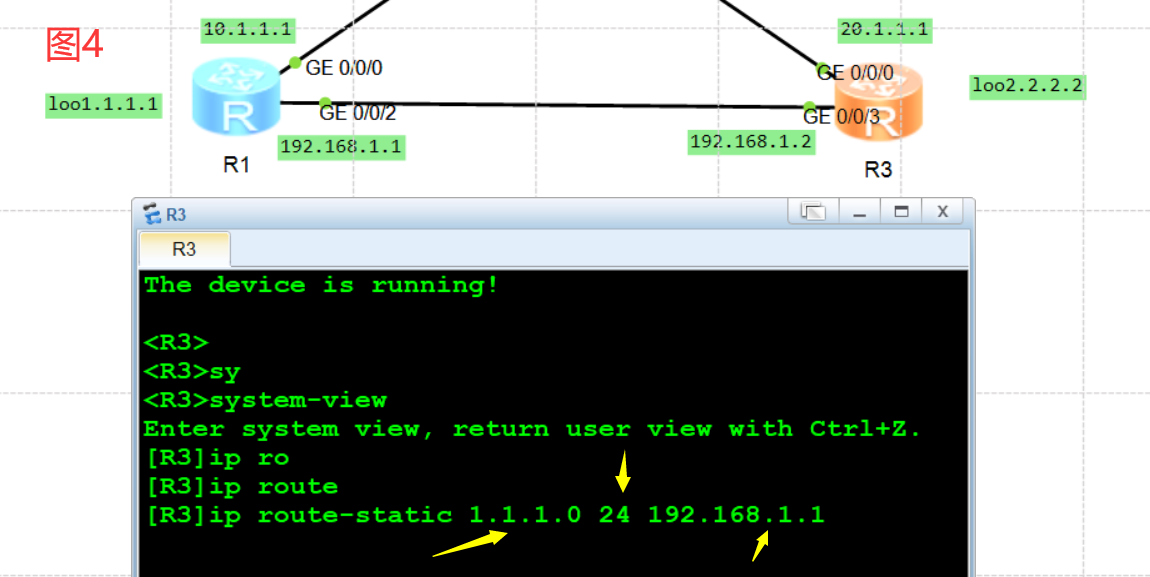 图4
10.1.1.1
20.1.1.1
GE 0/0/0
GE 0/0/0
loo1.1.1.1
loo2.2.2.2
GE 0/0/2
GE 0/0/3
R
R
192.168.1.1
192.168.1.2
R1
R3
R3
R3
The device is running!
<R3>
<R3>sy
<R3>system-view
Enter system view, return user view with Ctrl+Z.
[R3]ip ro
[R3]ip route
[R3]ip route-static 1.1.1.0 24 192.168.1.1